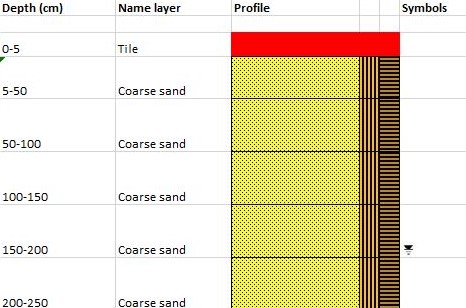 Depth (cm) Name layer Profile Symbols
0-5 Tile
5-50 Coarse sand
50-100 Coarse sand
100-150 Coarse sand
150-200 Coarse sand
200-250 Coarse sand